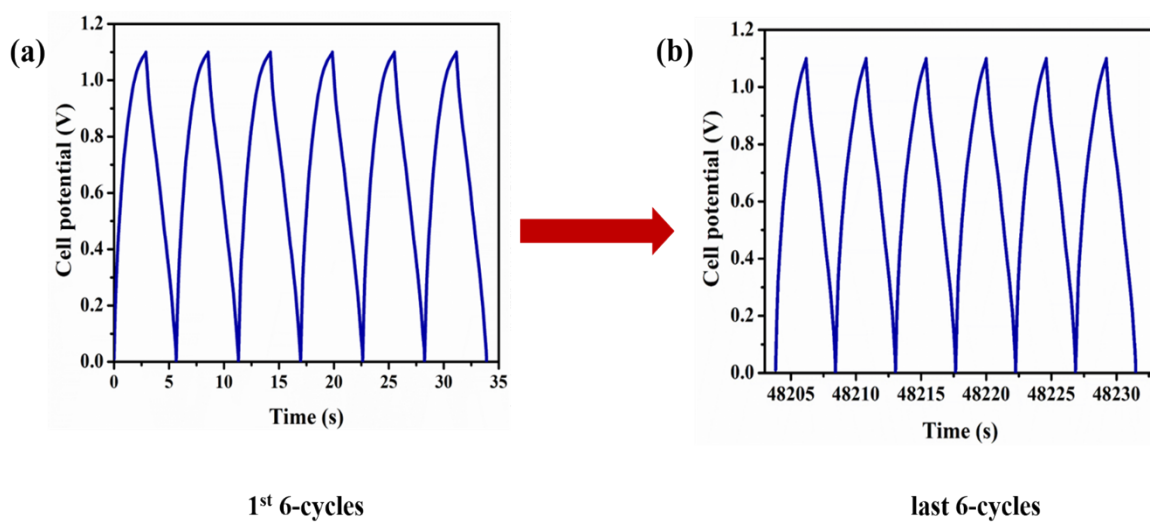 (a)
1.2
1.0
0.8
0.6
0.4
0.2
0.0
Cell potential (V)
0 5 10 15 20 25 30 35
Time (s)
1st 6-cycles
(b)
1.2
1.0
0.8
0.6
0.4
0.2
0.0
Cell potential (V)
48205 48210 48215 48220 48225 48230
Time (s)
last 6-cycles